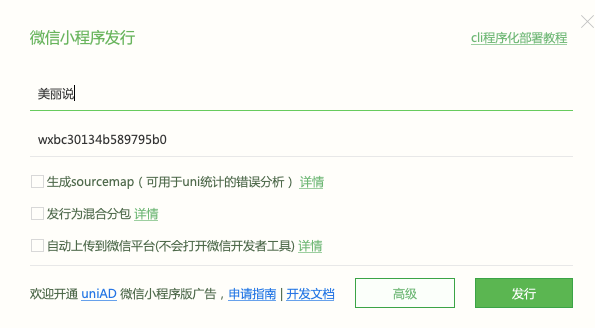 微信小程序发行
cli程序化部署教程
美丽说
wxbc30134b589795b0
生成sourcemap（可用于uni统计的错误分析） 详情
发行为混合分包 详情
自动上传到微信平台(不会打开微信开发者工具) 详情
欢迎开通 uniAD 微信小程序版广告，申请指南 | 开发文档
高级
发行